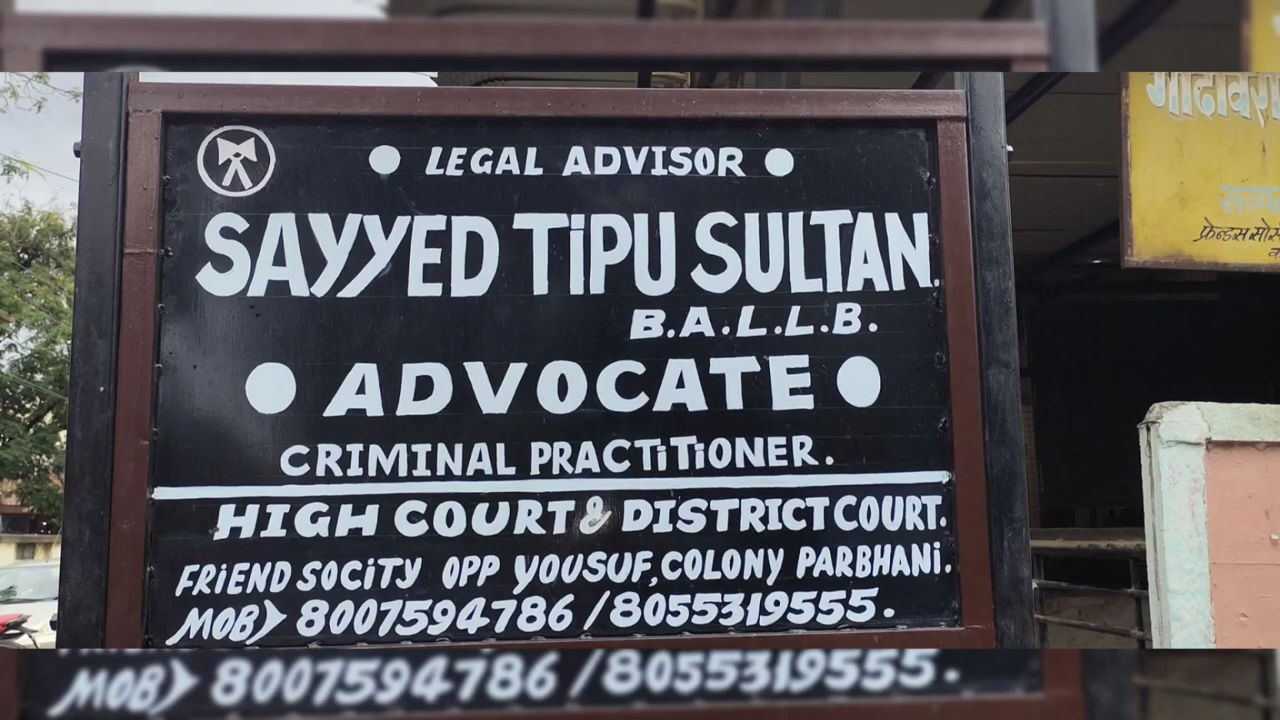 LEGAL ADVISOR
SAYYED TiPU SULTAN.
B.A.L.L.B.
ADVOCATE
CRIMINAL PRACTiTiONER.
HIGH COURT & DISTRICT COURT.
FRiEND SOCiTY OPP YOUSUF, COLONY PARBHANi.
MOB> 8007594786 / 8055319555.
MOB> 8007594786 / 8055319555.